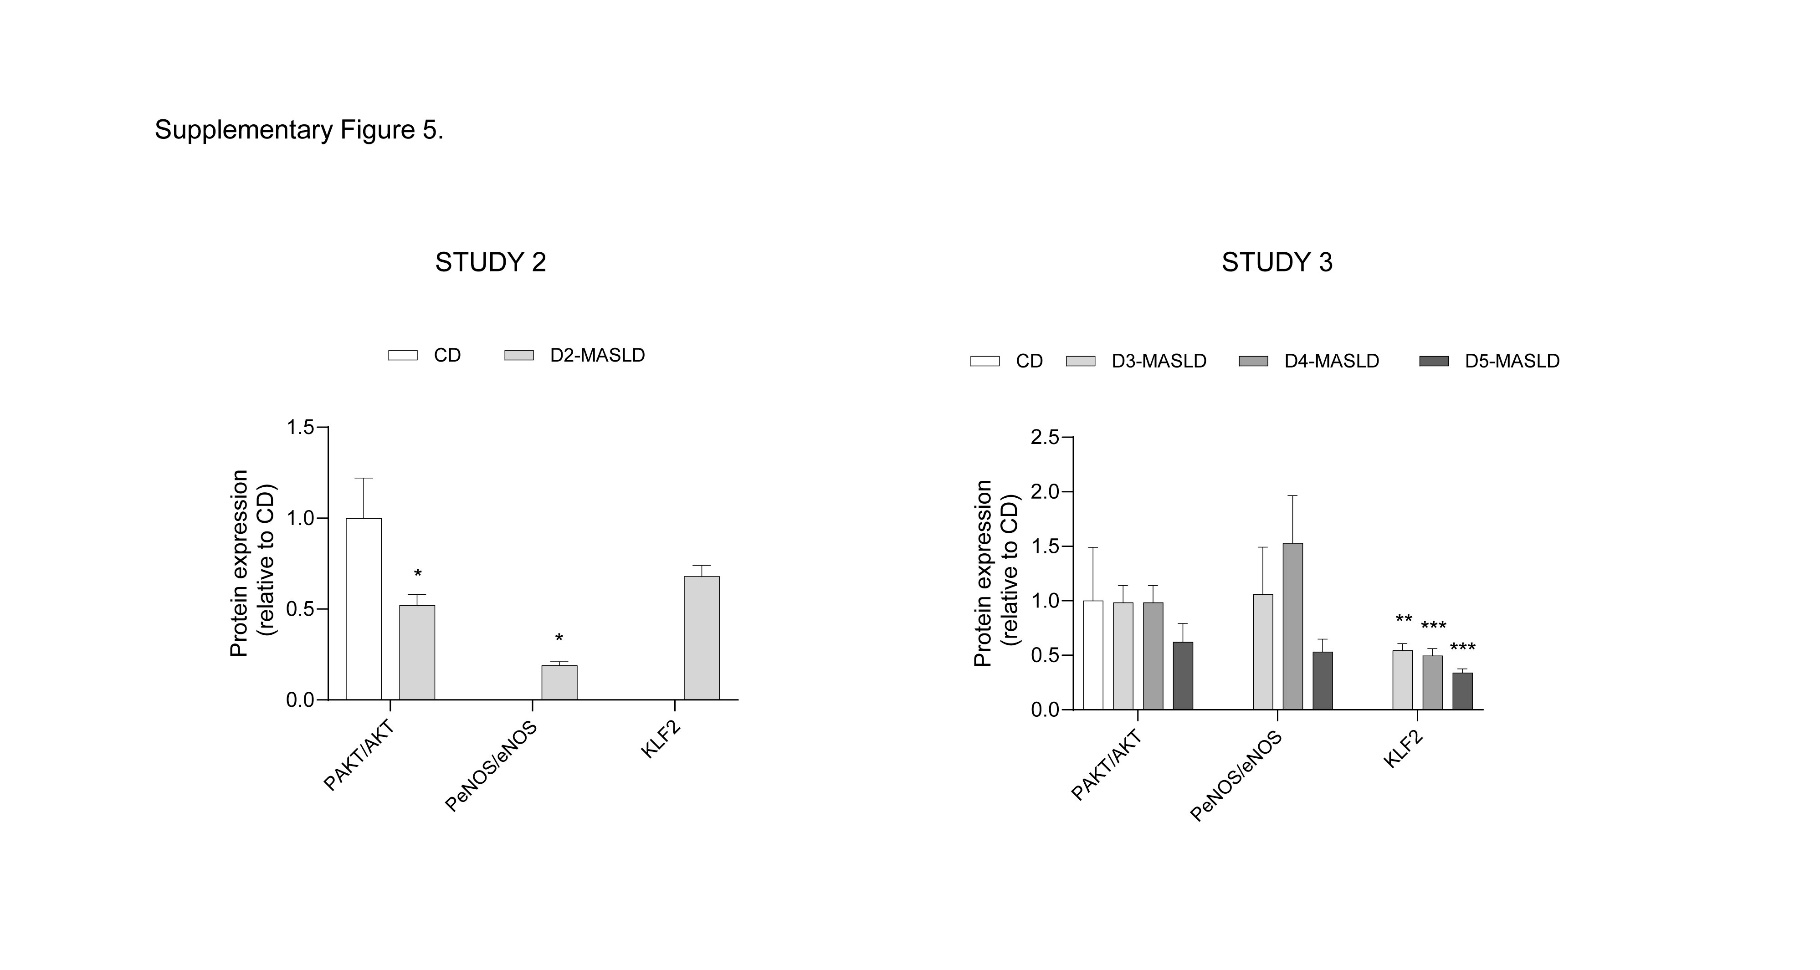 Supplementary Figure 5.
STUDY 2
CD
D2-MASLD
Protein expression
(relative to CD)
1.5
1.0
0.5
0.0
*
*
PAKT/AKT
PeNOS/eNOS
KLF2
STUDY 3
CD
D3-MASLD
D4-MASLD
D5-MASLD
Protein expression
(relative to CD)
2.5
2.0
1.5
1.0
0.5
0.0
**
***
***
PAKT/AKT
PeNOS/eNOS
KLF2